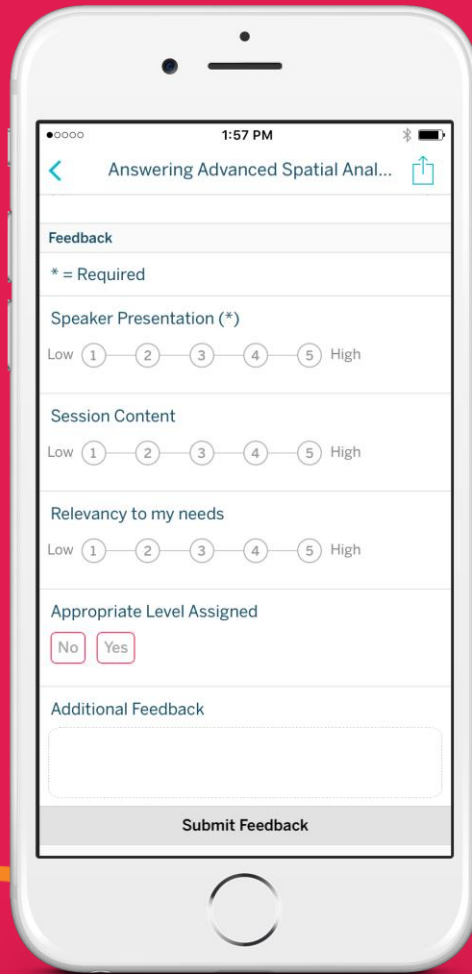 1:57 PM
Answering Advanced Spatial Anal...
Feedback
* = Required
Speaker Presentation (*)
Low 1 2 3 4 5 High
Session Content
Low 1 2 3 4 5 High
Relevancy to my needs
Low 1 2 3 4 5 High
Appropriate Level Assigned
No Yes
Additional Feedback
Submit Feedback